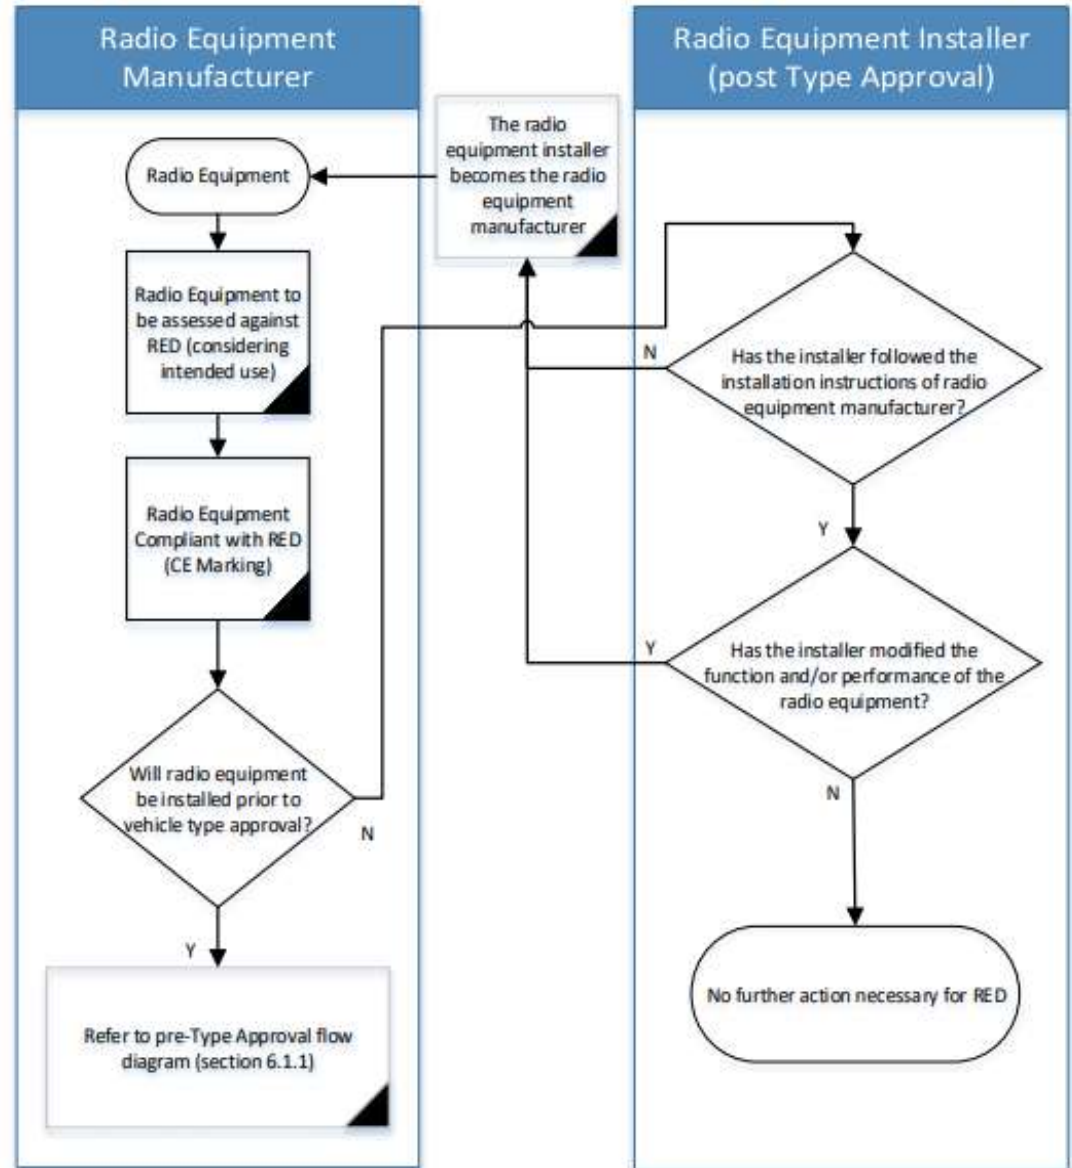 Radio Equipment
Manufacturer
Radio Equipment
Radio Equipment to
be assessed against
RED (considering
intended use)
Radio Equipment
Compliant with RED
(CE Marking)
Will radio equipment
be installed prior to
vehicle type approval?
N
Y
Refer to pre-Type Approval flow
diagram (section 6.1.1)
The radio
equipment installer
becomes the radio
equipment
manufacturer
Radio Equipment Installer
(post Type Approval)
N
Has the installer followed the
installation instructions of radio
equipment manufacturer?
Y
Y
Has the installer modified the
function and/or performance of the
radio equipment?
N
No further action necessary for RED